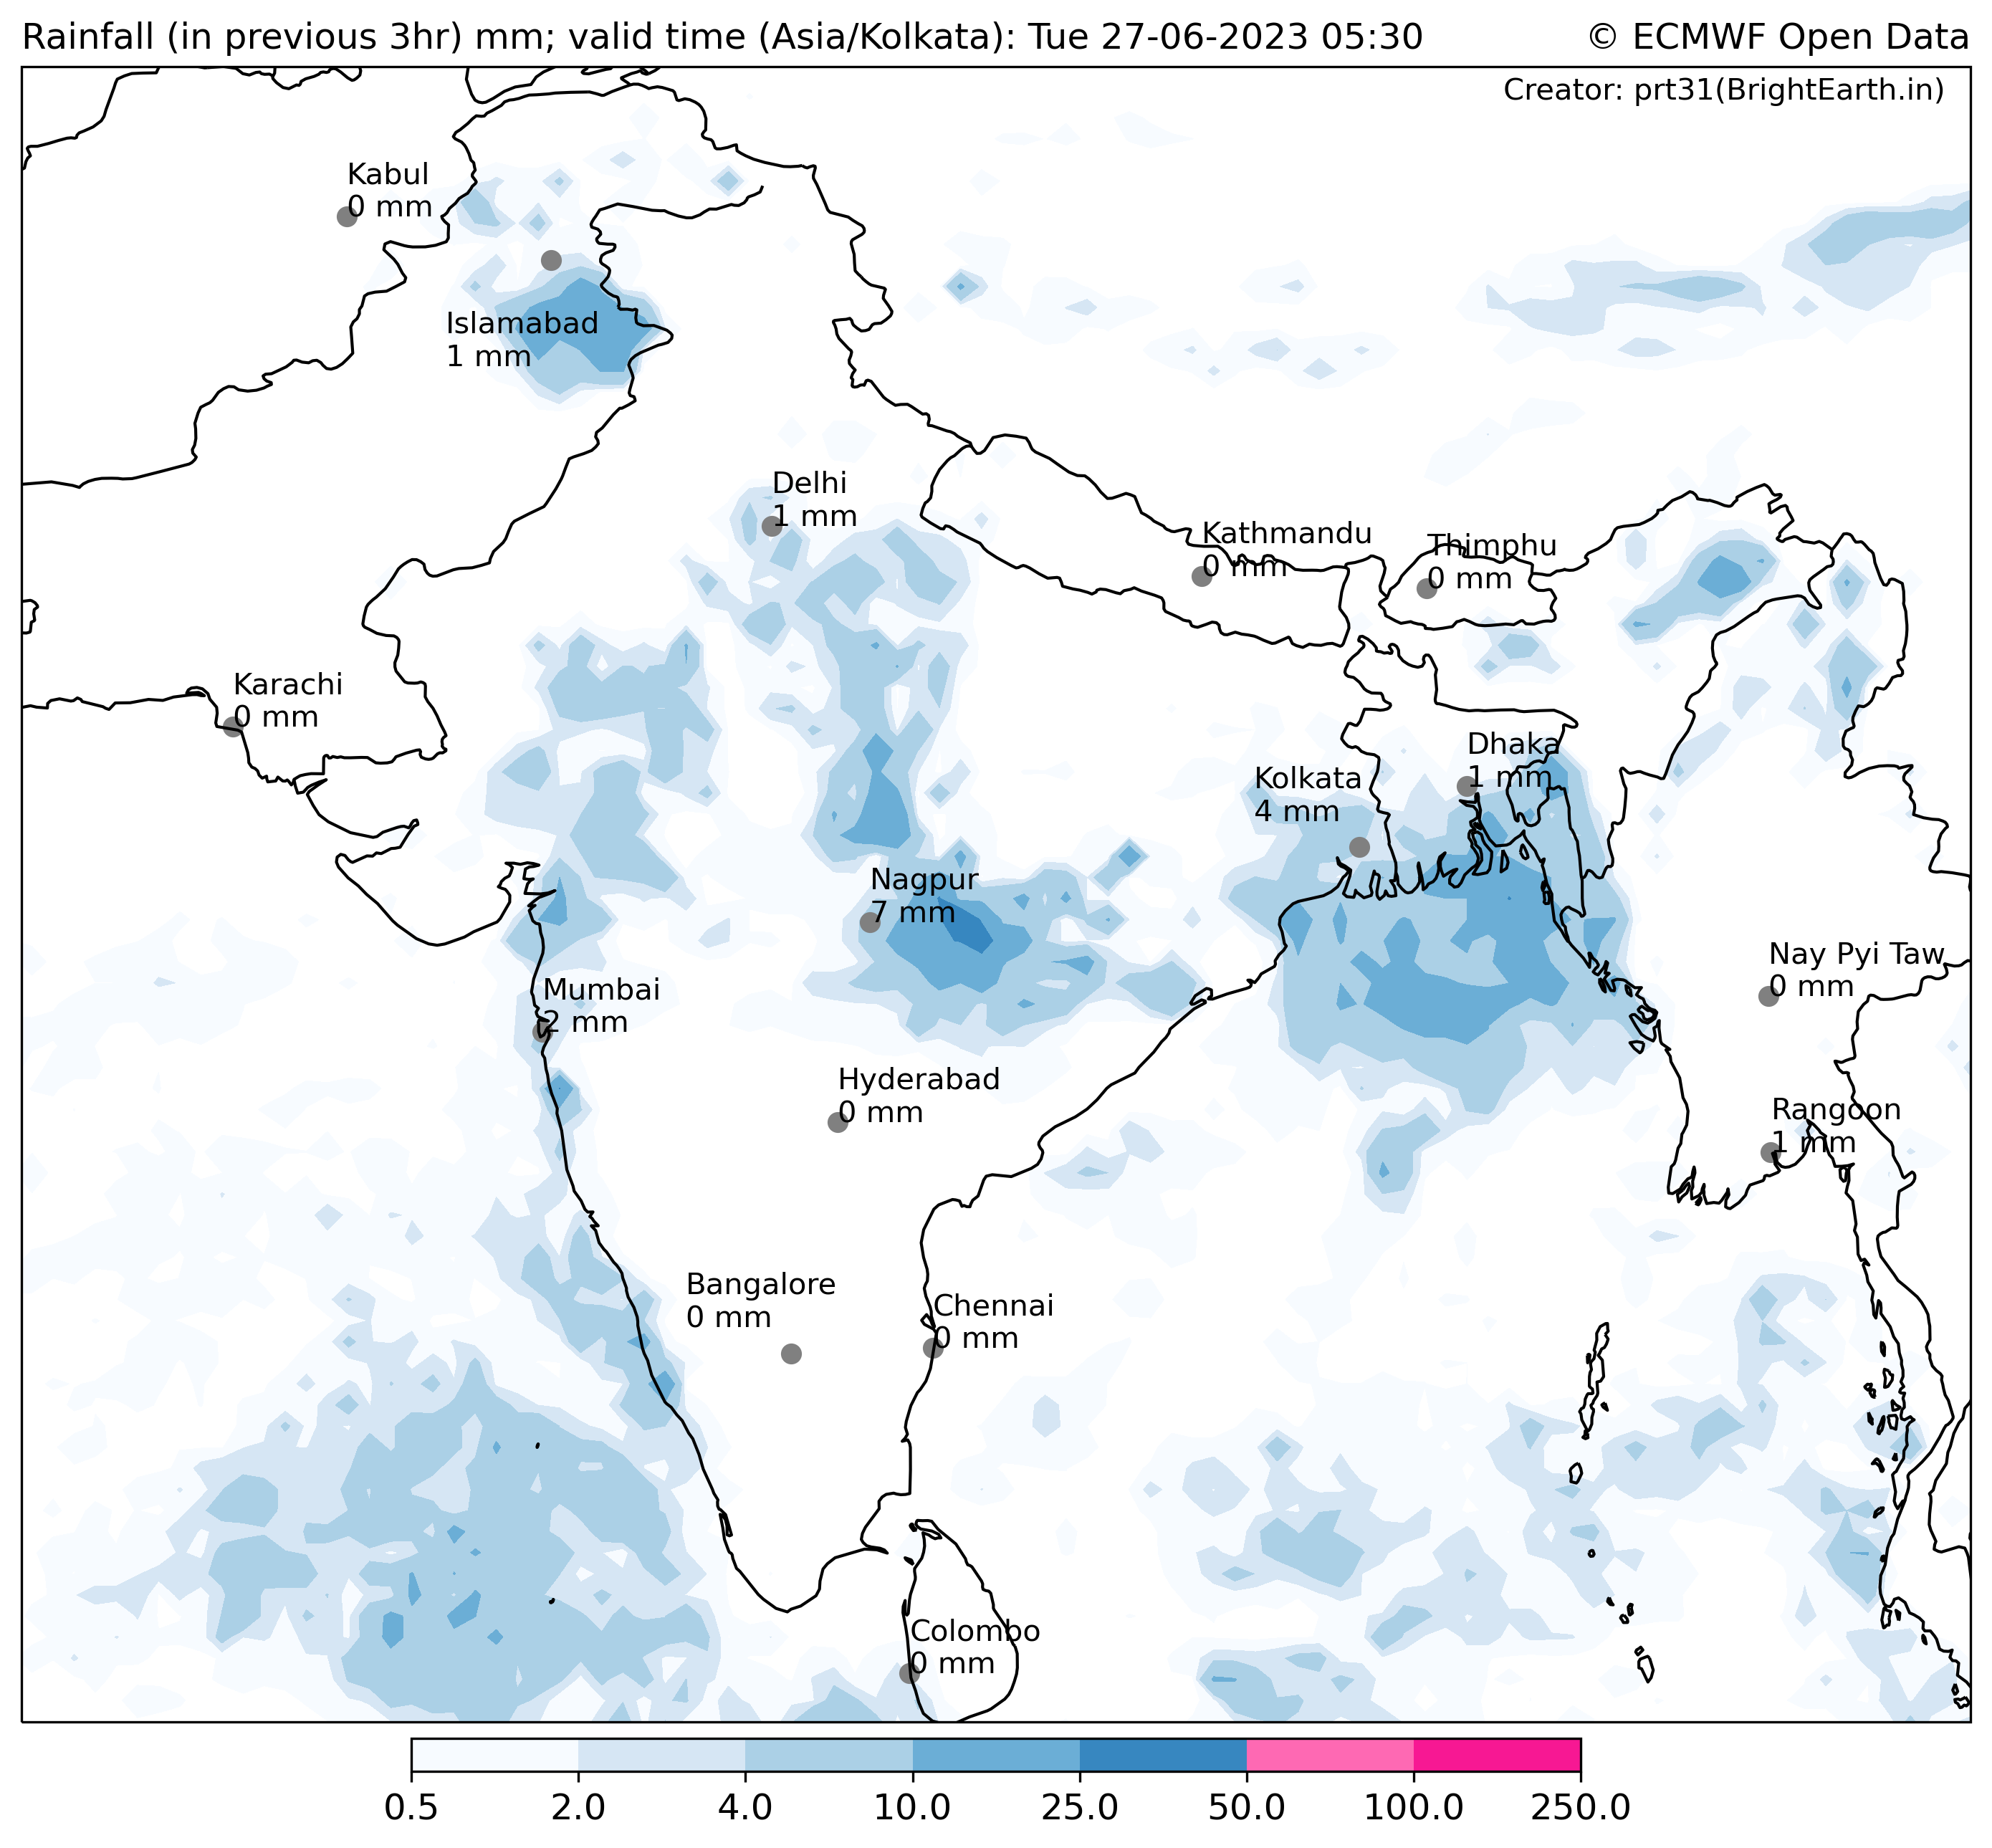 Rainfall (in previous 3hr) mm; valid time (Asia/Kolkata): Tue 27-06-2023 05:30
© ECMWF Open Data
Creator: prt31(BrightEarth.in)
Kabul
0 mm
Islamabad
1 mm
Delhi
1 mm
Kathmandu
0 mm
Thimphu
0 mm
Karachi
0 mm
Dhaka
1 mm
Kolkata
4 mm
Nagpur
7 mm
Nay Pyi Taw
0 mm
Mumbai
2 mm
Hyderabad
0 mm
Rangoon
1 mm
Bangalore
0 mm
Chennai
0 mm
Colombo
0 mm
0.5 2.0 4.0 10.0 25.0 50.0 100.0 250.0